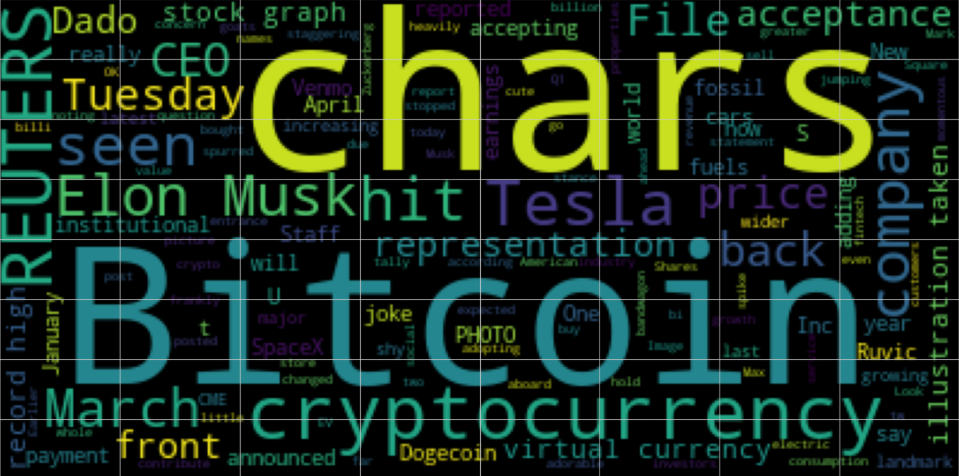 Dado stock graph reported billion File acceptance
concern goats heavily accepting greater Mark
names staggering
REUTERS really CEO chars Zuckerberg properties sell New
OK Square
Tuesday Venmo report cute Q1 fossil jumping
April stopped earnings world revenue cars
noting latest question
billi bought increasing today go now S momentous
seen spurred due Musk ahead statement
value stance fuels company
Elon Musk hit Tesla price adding fintech
institutional entrance wider
Staff representation back even
picture
crypto will tally according American industry Shares customers
post U spike
frankly expected One bandwagon bi growth illustration taken
January major joke PHOTO buy Inc year
t Bitcoin
posted SpaceX shy social adopting Image last services Ruvic
record high store Max
changed two aboard hold growing
March CME cryptocurrency Look
Earlier little EV
whole front say
payment announced far Dogecoin virtual currency electric
contribute adorable investors consumption landmark